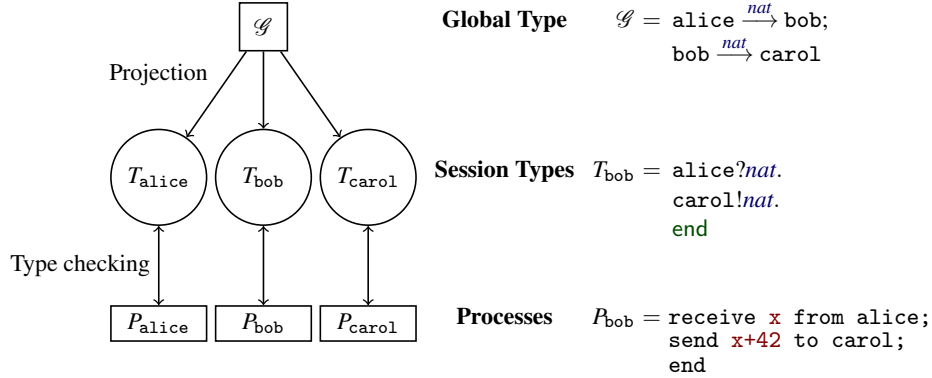 𝒢
Global Type 𝒢 = alice —nat→ bob;
bob —nat→ carol
Projection
T_alice T_bob T_carol
Session Types T_bob = alice?nat.
carol!nat.
end
Type checking
P_alice P_bob P_carol
Processes P_bob = receive x from alice;
send x+42 to carol;
end